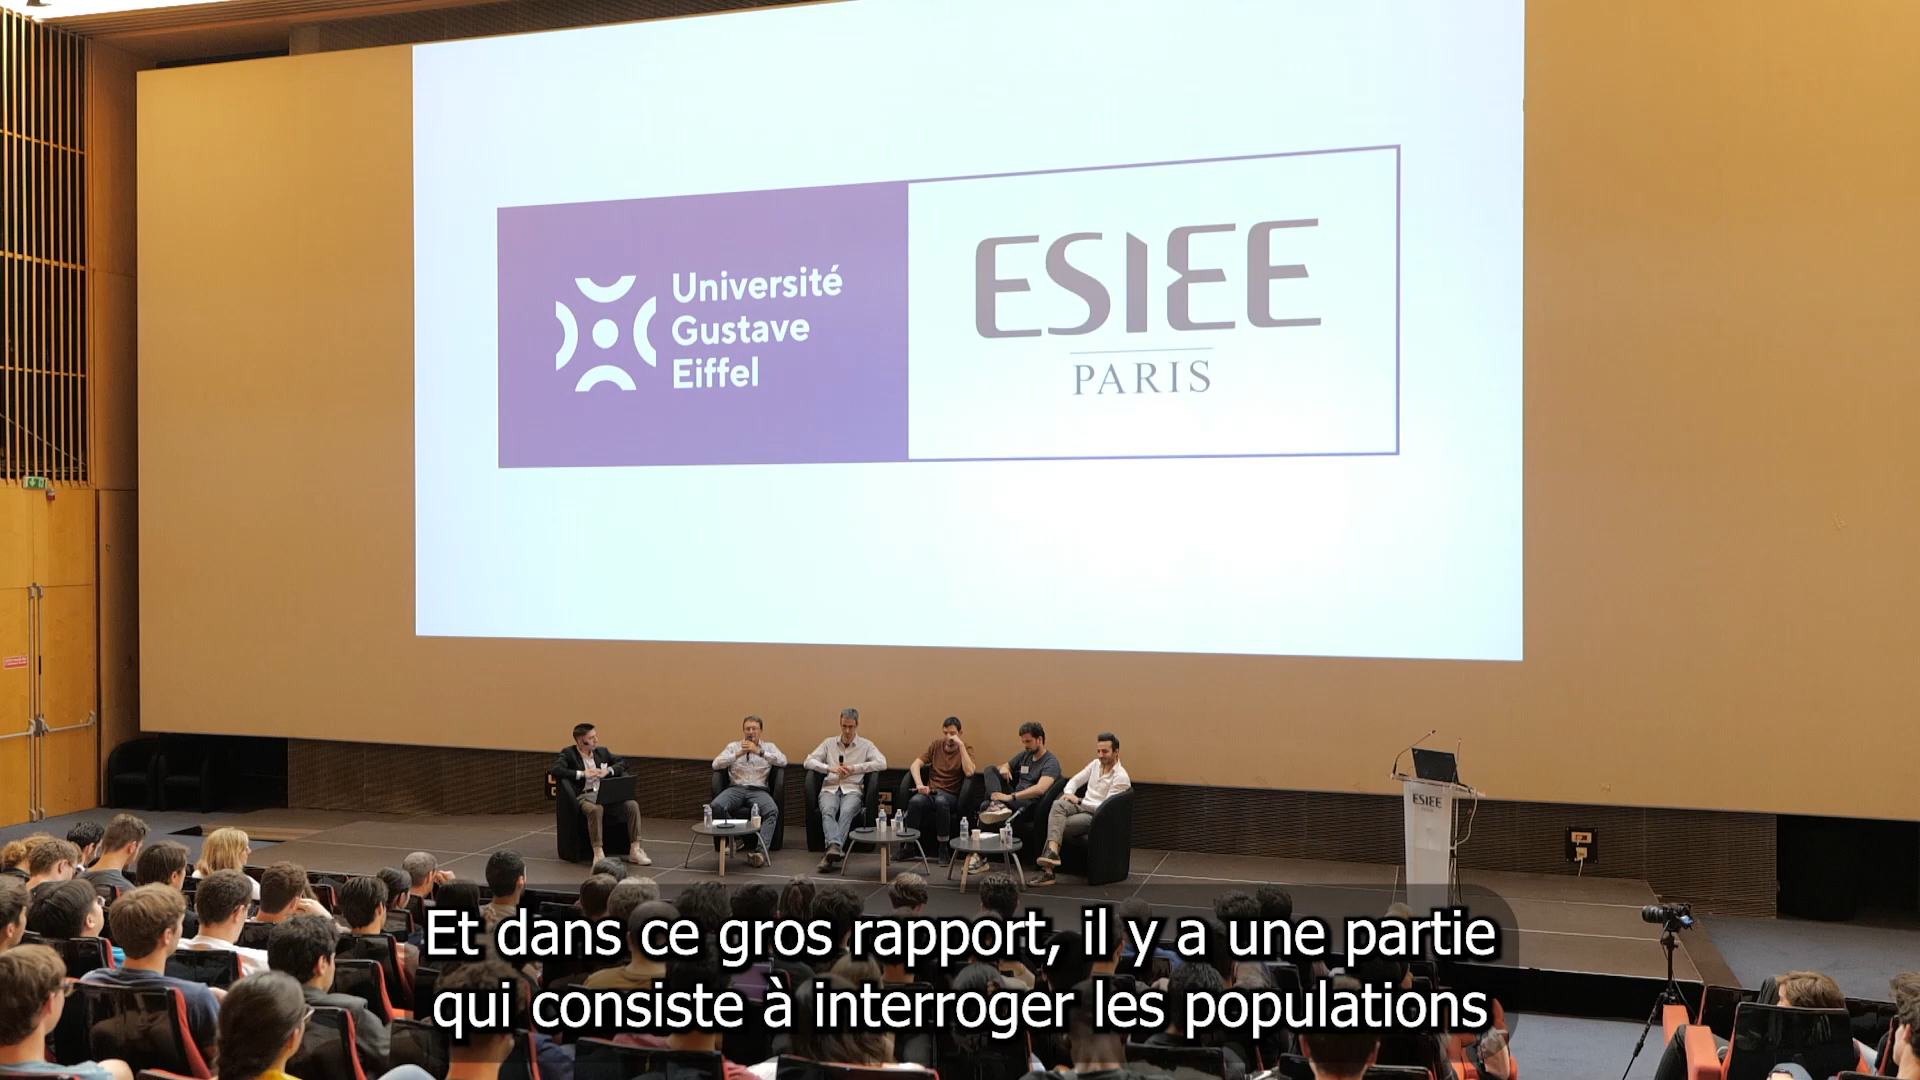 Université
Gustave
Eiffel
ESIEE
PARIS
ESIEE
Et dans ce gros rapport, il y a une partie
qui consiste à interroger les populations